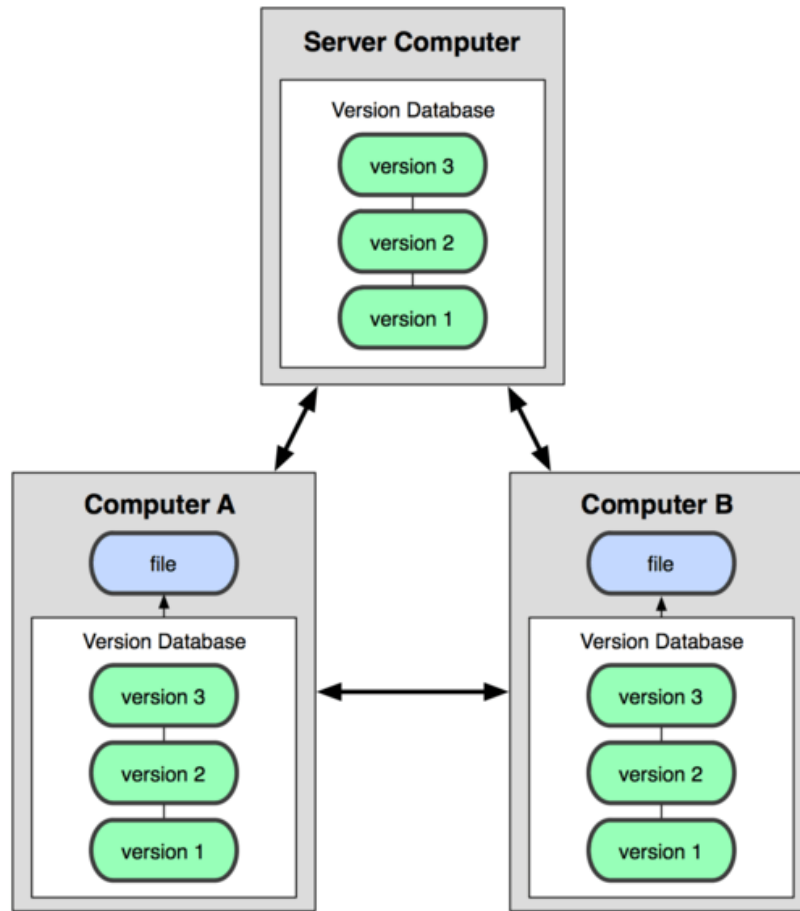 Server Computer
Version Database
version 3
version 2
version 1
Computer A
file
Version Database
version 3
version 2
version 1
Computer B
file
Version Database
version 3
version 2
version 1